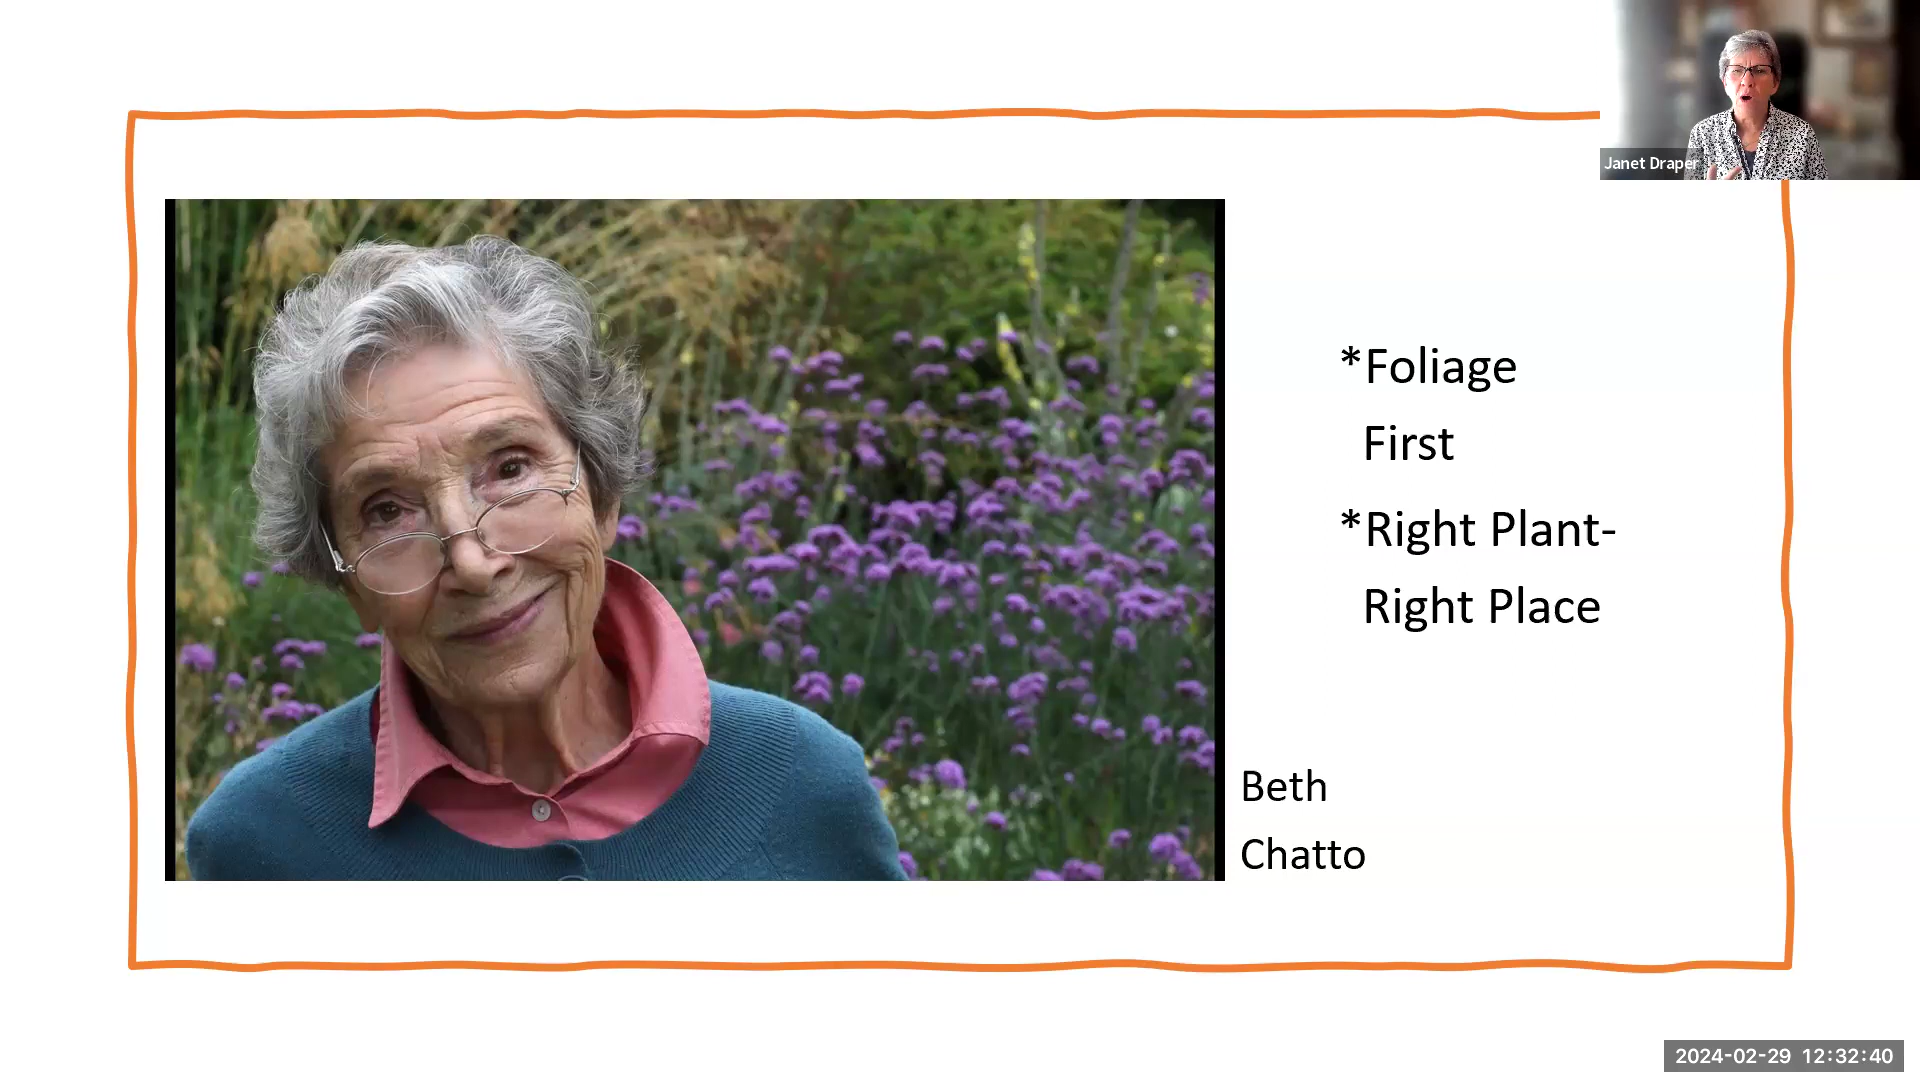 Janet Draper
*Foliage
First
*Right Plant-
Right Place
Beth
Chatto
2024-02-29 12:32:40